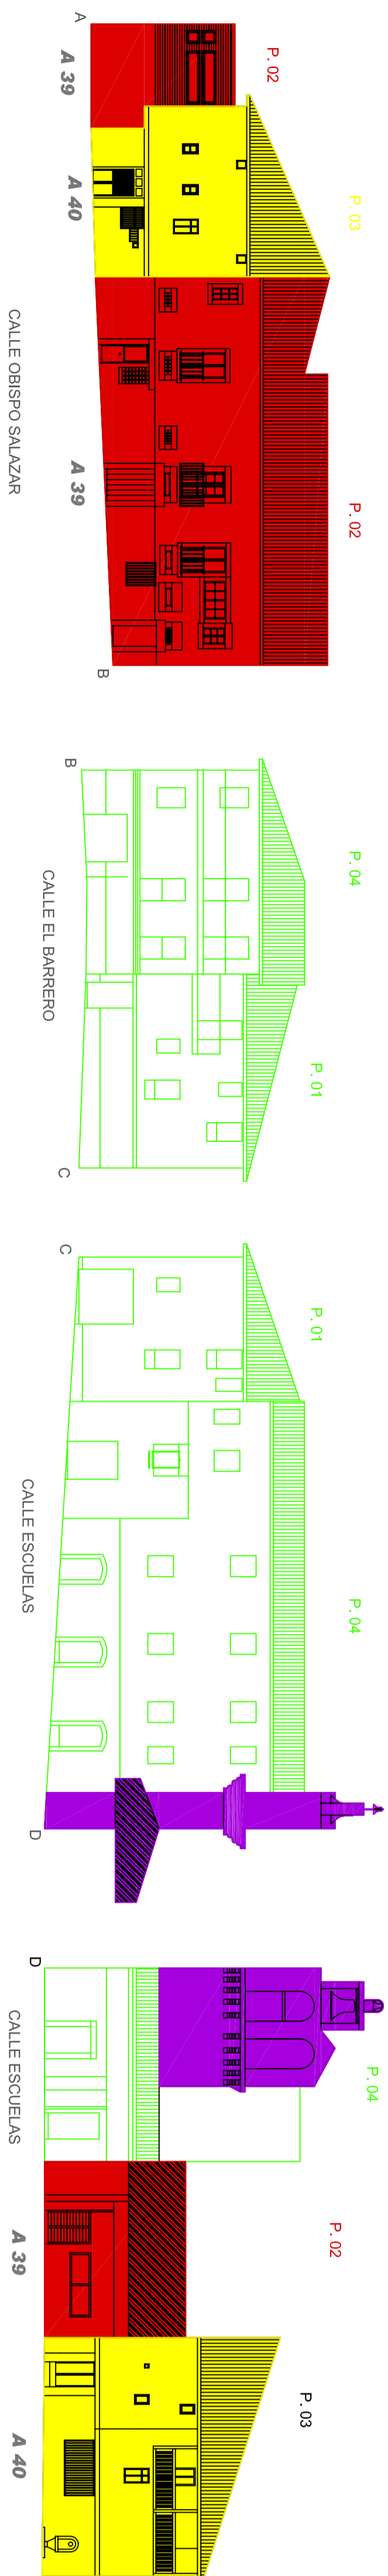 P. 02
P. 03
P. 02
A
A 39
A 40
A 39
B
CALLE OBISPO SALAZAR
P. 04
P. 01
B
C
CALLE EL BARRERO
P. 01
P. 04
C
D
CALLE ESCUELAS
P. 04
P. 02
P. 03
D
CALLE ESCUELAS
A 39
A 40